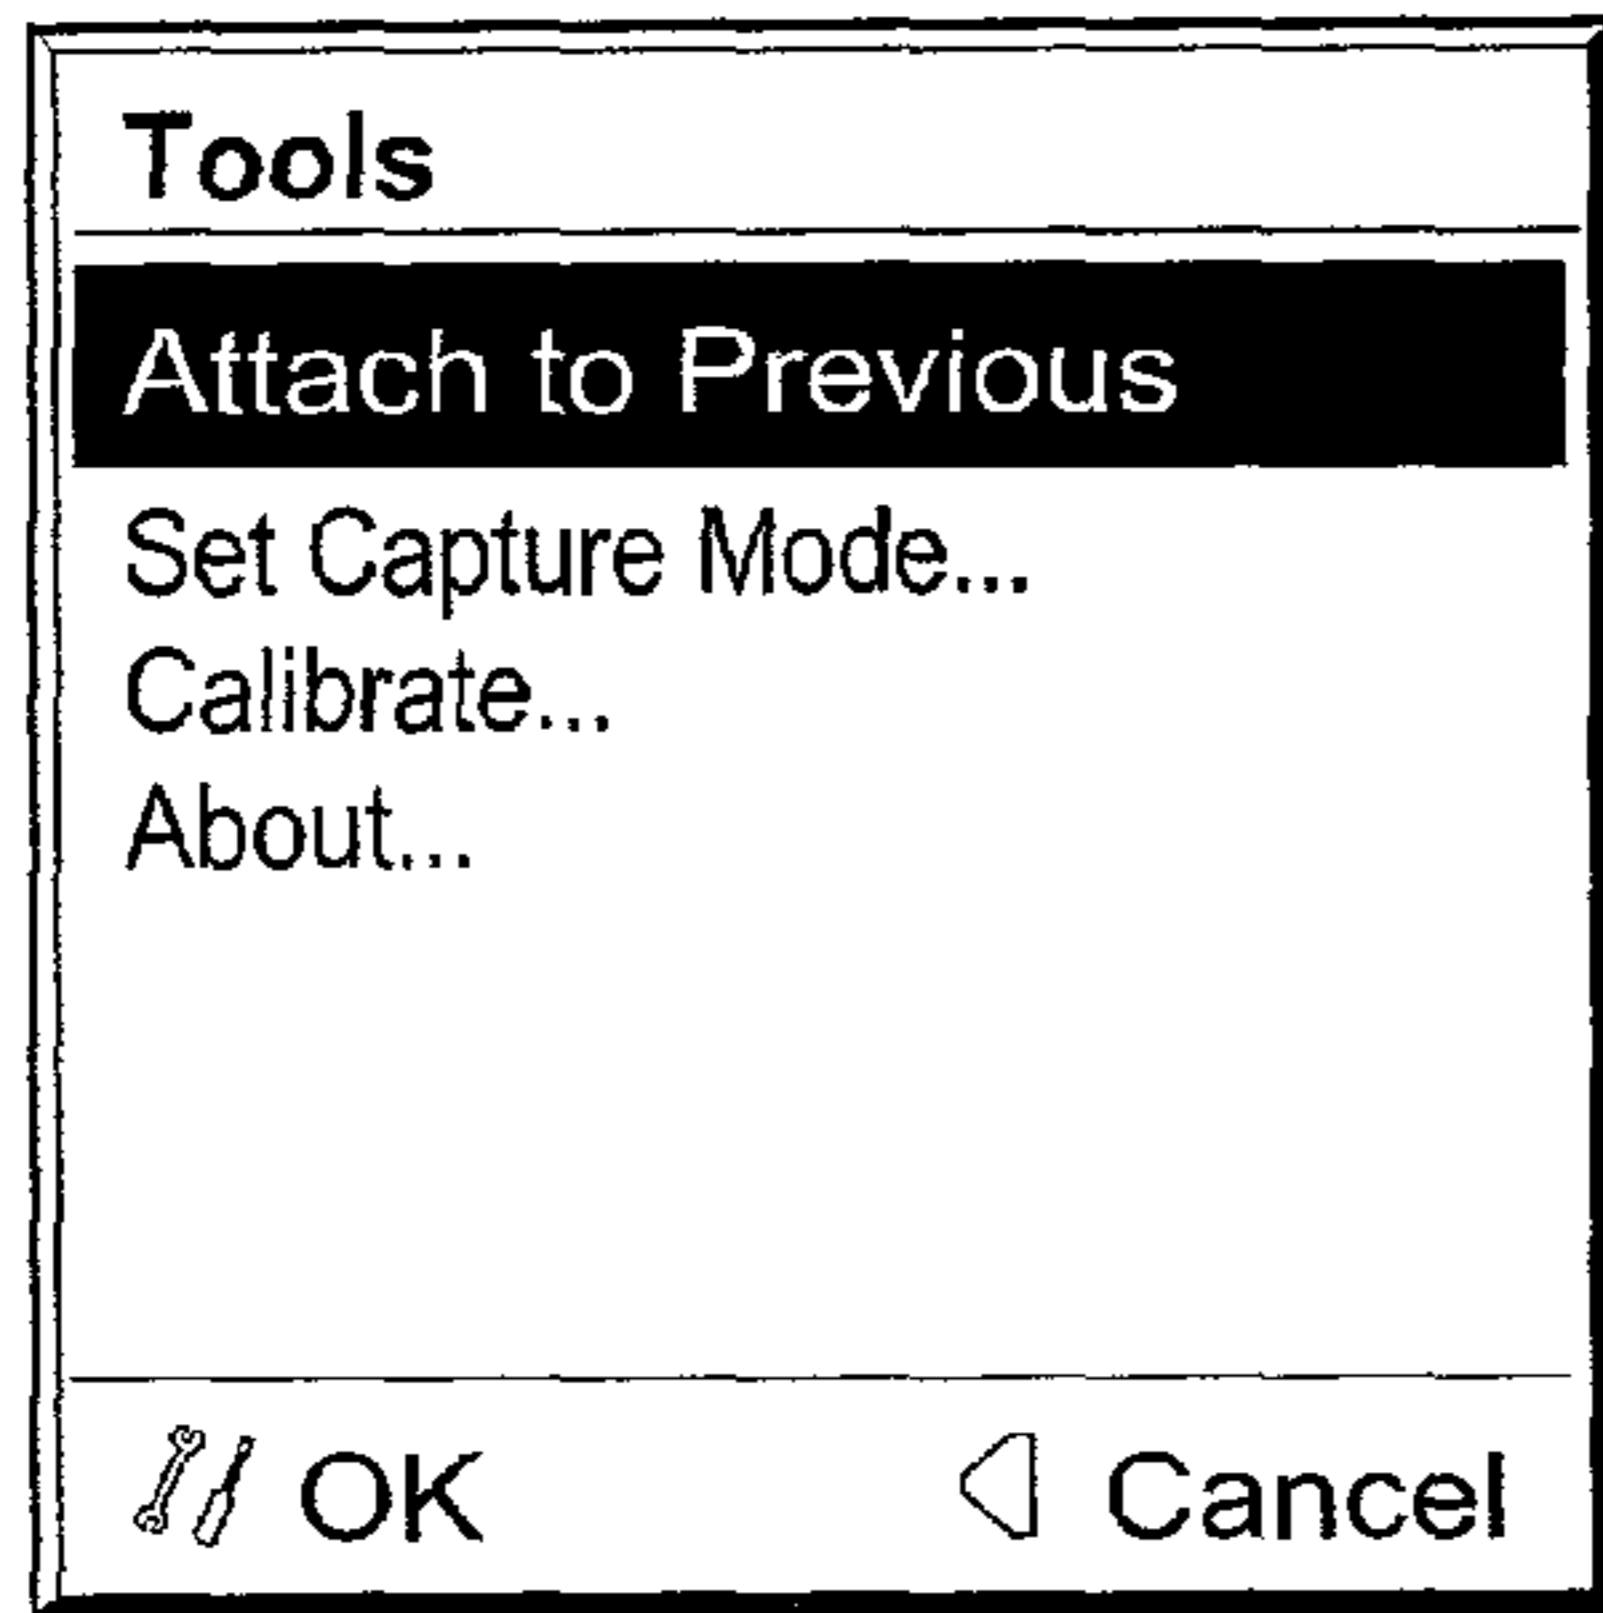 Tools
Attach to Previous
Set Capture Mode...
Calibrate...
About...
OK Cancel